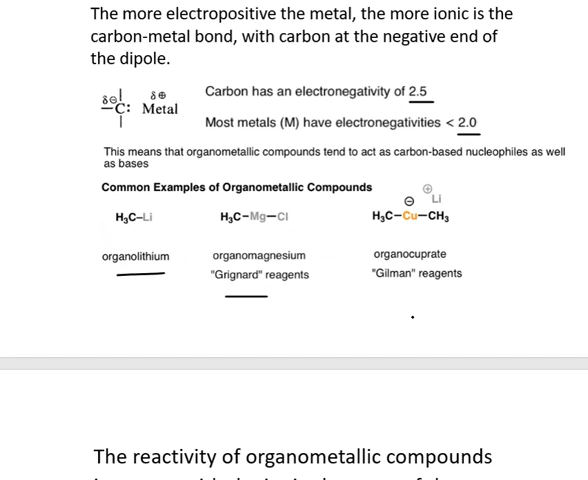 The more electropositive the metal, the more ionic is the
carbon-metal bond, with carbon at the negative end of
the dipole.
δ⊖ δ⊕
C: Metal
Carbon has an electronegativity of 2.5
Most metals (M) have electronegativities < 2.0
This means that organometallic compounds tend to act as carbon-based nucleophiles as well
as bases
Common Examples of Organometallic Compounds
H₃C–Li
H₃C–Mg–Cl
⊖ ⊕ Li
H₃C–Cu–CH₃
organolithium
organomagnesium
"Grignard" reagents
organocuprate
"Gilman" reagents
The reactivity of organometallic compounds